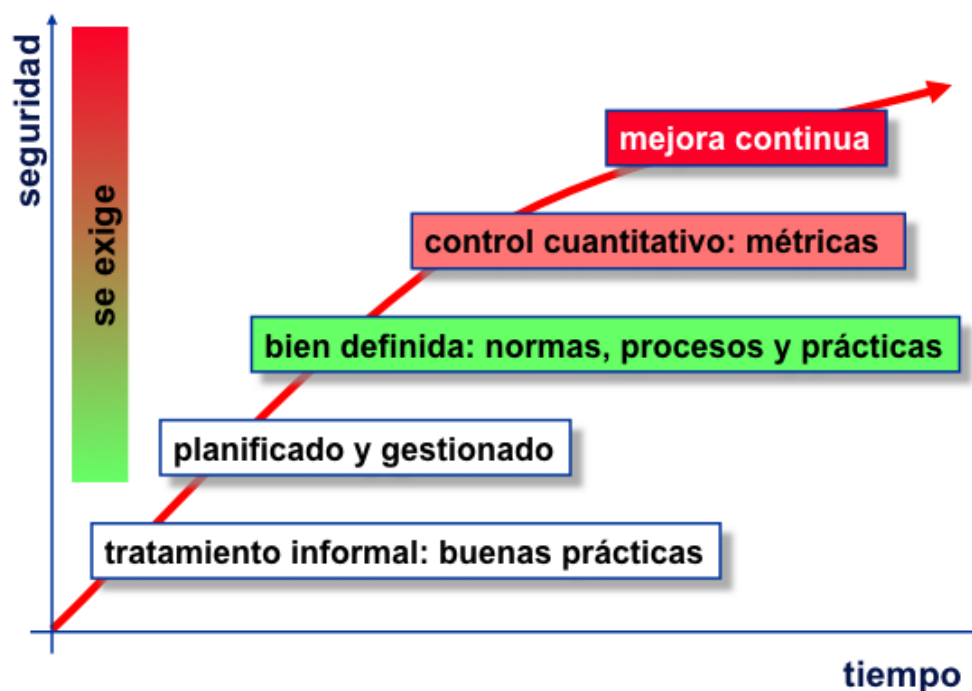 seguridad
se exige
mejora continua
control cuantitativo: métricas
bien definida: normas, procesos y prácticas
planificado y gestionado
tratamiento informal: buenas prácticas
tiempo